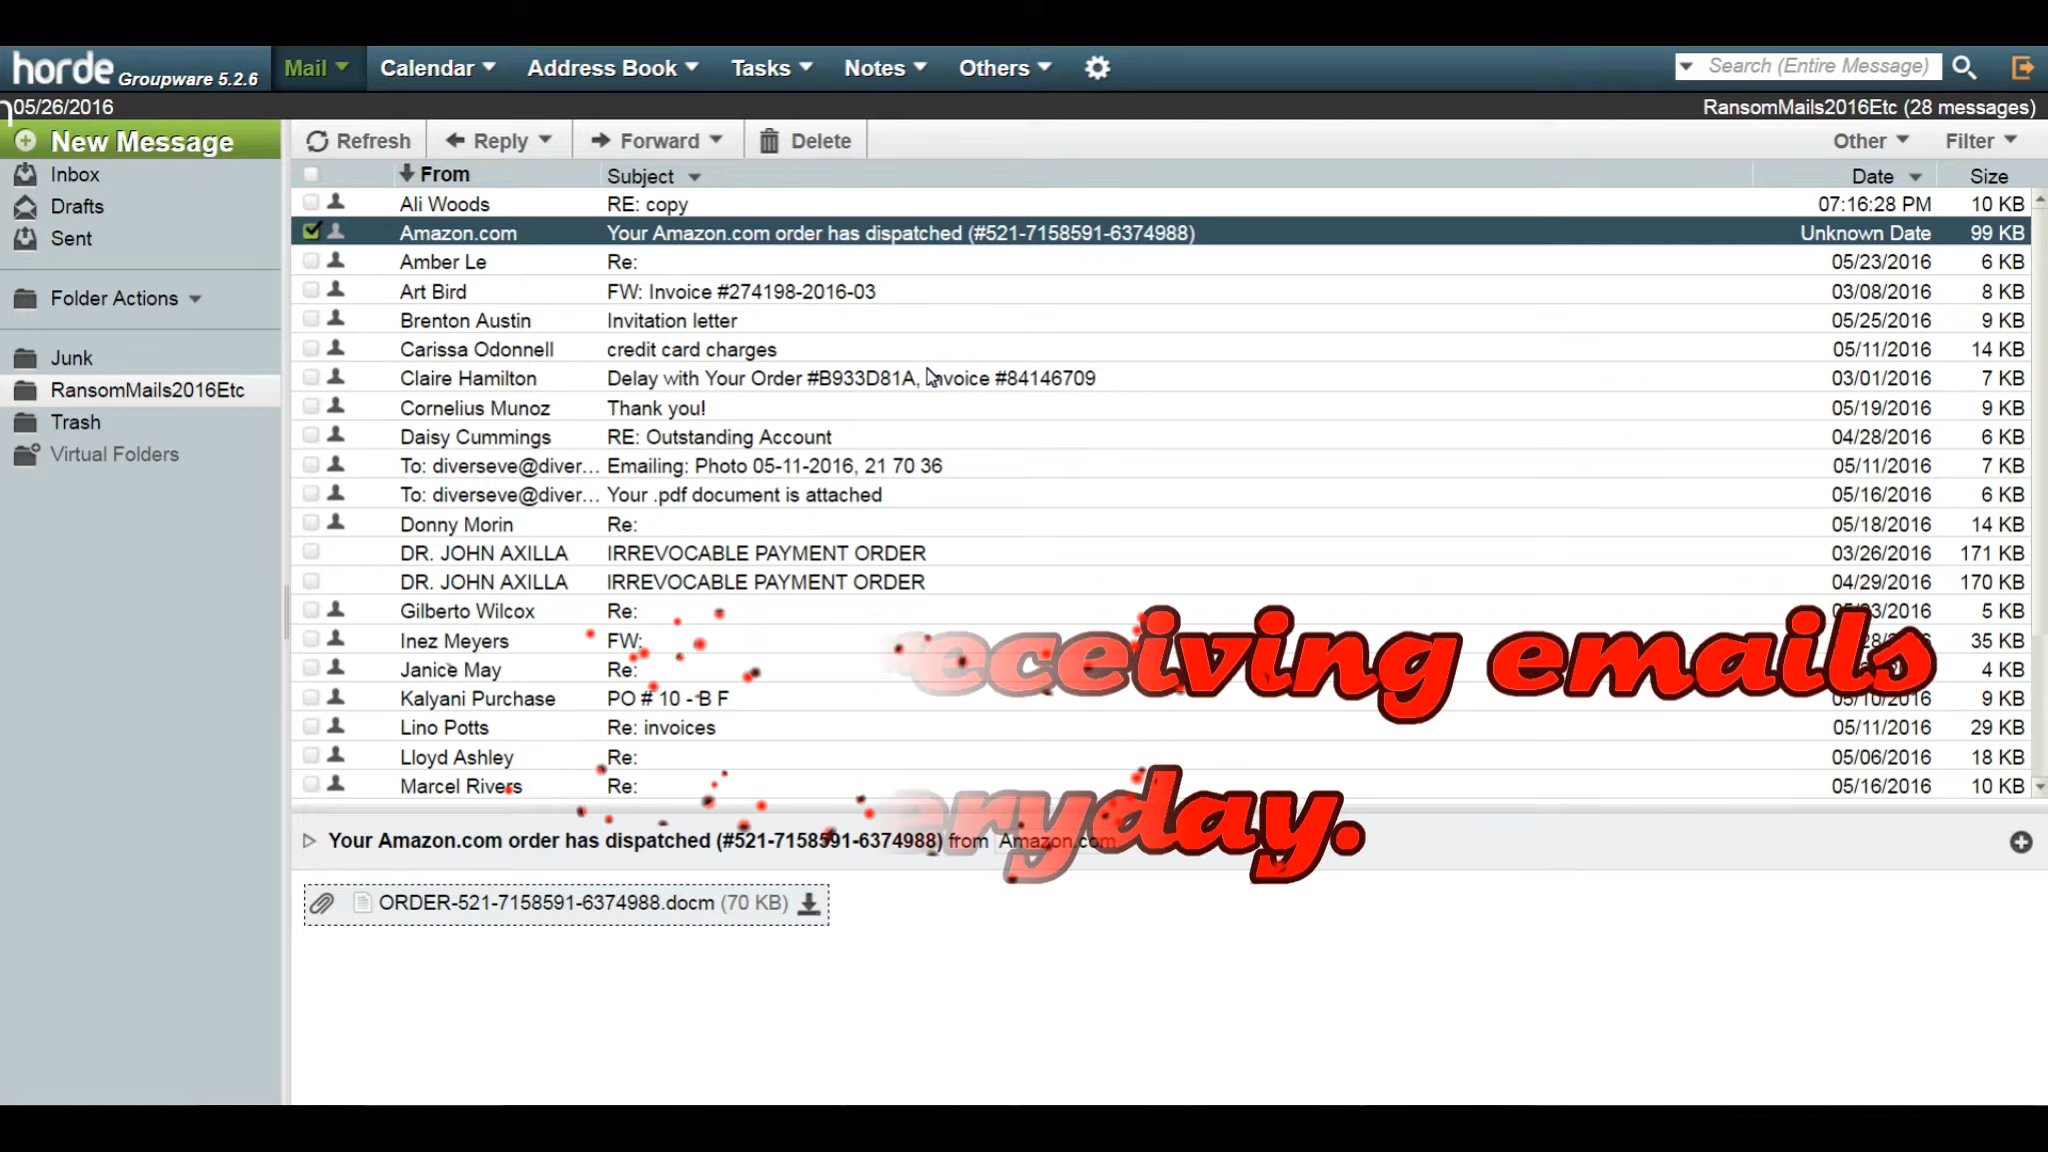 horde Groupware 5.2.6 Mail Calendar Address Book Tasks Notes Others Search (Entire Message)
05/26/2016 RansomMails2016Etc (28 messages)
New Message Refresh Reply Forward Delete Other Filter
Inbox
Drafts
Sent
Folder Actions
Junk
RansomMails2016Etc
Trash
Virtual Folders
From Subject Date Size
Ali Woods RE: copy 07:16:28 PM 10 KB
Amazon.com Your Amazon.com order has dispatched (#521-7158591-6374988) Unknown Date 99 KB
Amber Le Re: 05/23/2016 6 KB
Art Bird FW: Invoice #274198-2016-03 03/08/2016 8 KB
Brenton Austin Invitation letter 05/25/2016 9 KB
Carissa Odonnell credit card charges 05/11/2016 14 KB
Claire Hamilton Delay with Your Order #B933D81A, Invoice #84146709 03/01/2016 7 KB
Cornelius Munoz Thank you! 05/19/2016 9 KB
Daisy Cummings RE: Outstanding Account 04/28/2016 6 KB
To: diverseve@diver... Emailing: Photo 05-11-2016, 21 70 36 05/11/2016 7 KB
To: diverseve@diver... Your .pdf document is attached 05/16/2016 6 KB
Donny Morin Re: 05/18/2016 14 KB
DR. JOHN AXILLA IRREVOCABLE PAYMENT ORDER 03/26/2016 171 KB
DR. JOHN AXILLA IRREVOCABLE PAYMENT ORDER 04/29/2016 170 KB
Gilberto Wilcox Re: 5 KB
Inez Meyers FW: 35 KB
Janice May Re: 4 KB
Kalyani Purchase PO # 10 - B F 05/10/2016 9 KB
Lino Potts Re: invoices 05/11/2016 29 KB
Lloyd Ashley Re: 05/06/2016 18 KB
Marcel Rivers Re: 05/16/2016 10 KB
receiving emails
eryday.
Your Amazon.com order has dispatched (#521-7158591-6374988) from Amazon.com
ORDER-521-7158591-6374988.docm (70 KB)